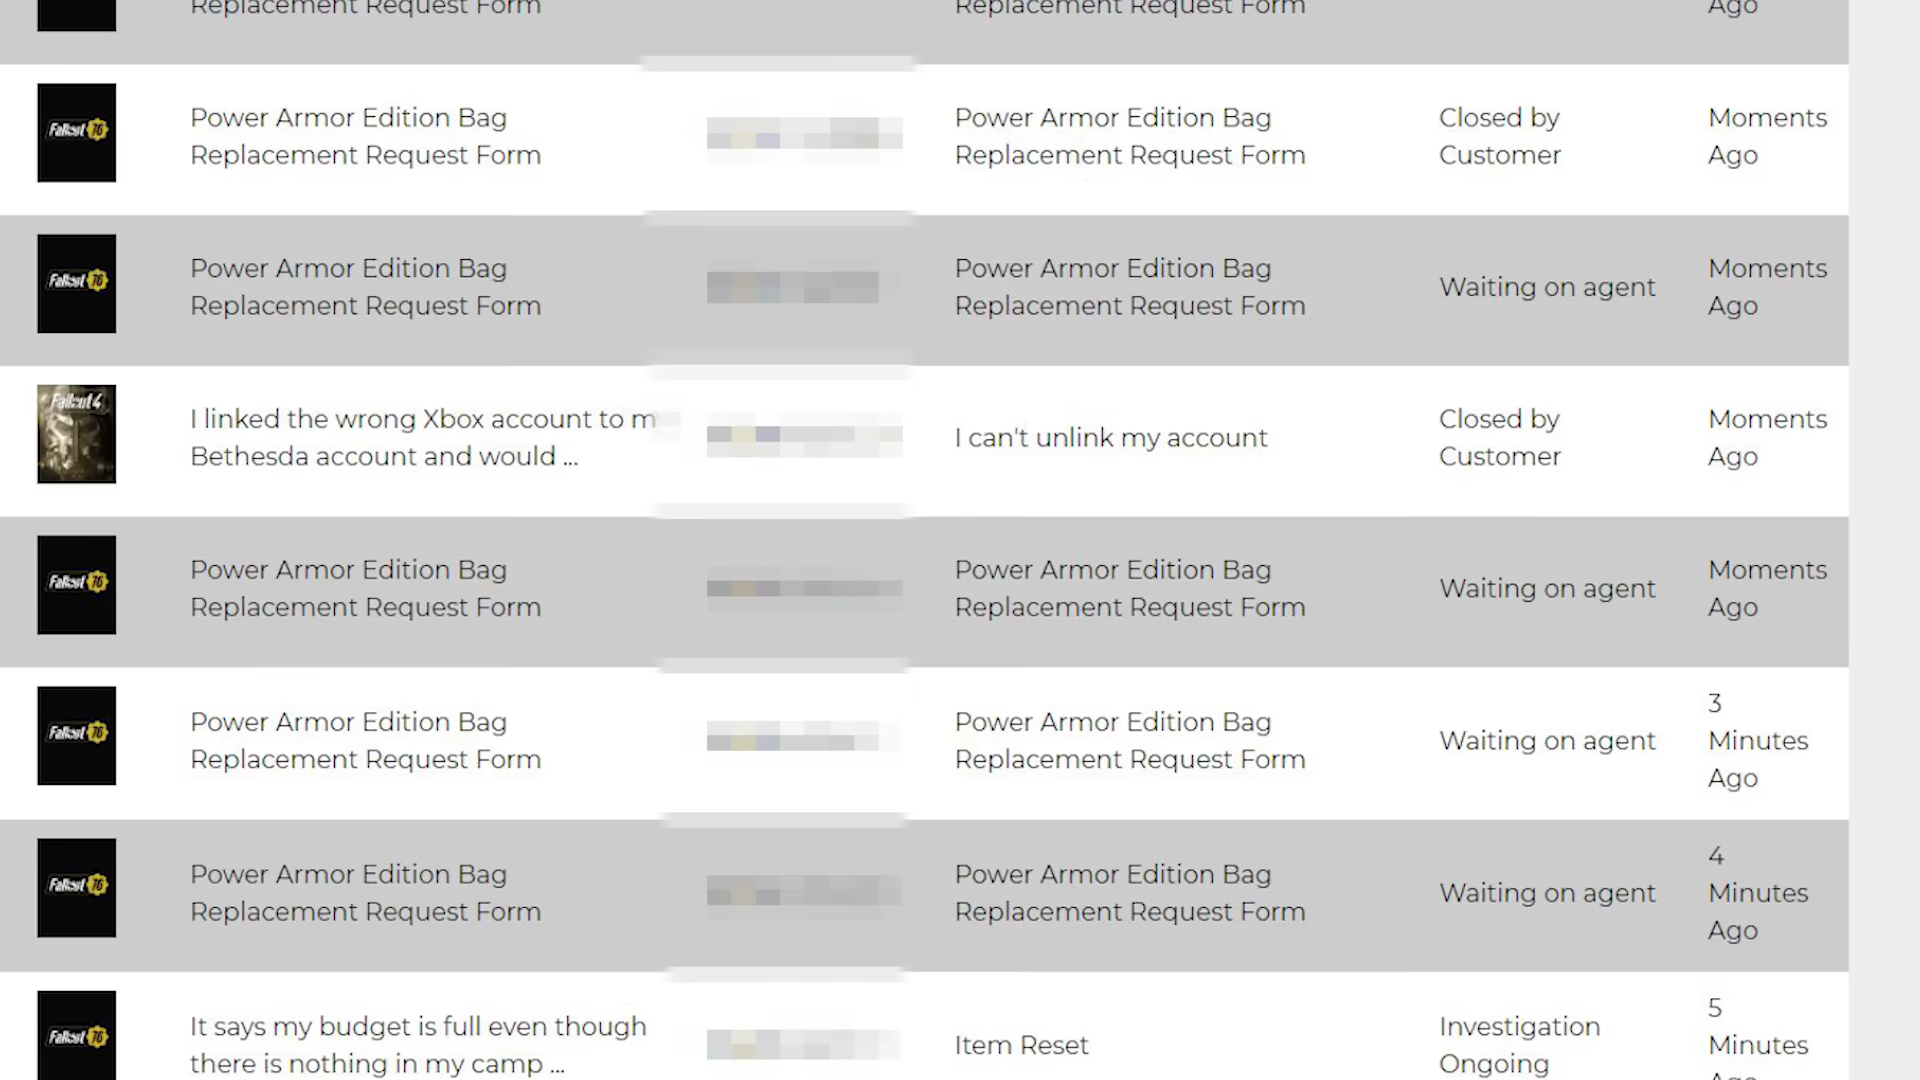 Replacement Request Form
Replacement Request Form
Ago
Fallout 76
Power Armor Edition Bag
Replacement Request Form
Power Armor Edition Bag
Replacement Request Form
Closed by
Customer
Moments
Ago
Fallout 76
Power Armor Edition Bag
Replacement Request Form
Power Armor Edition Bag
Replacement Request Form
Waiting on agent
Moments
Ago
Fallout 4
I linked the wrong Xbox account to m
Bethesda account and would ...
I can't unlink my account
Closed by
Customer
Moments
Ago
Fallout 76
Power Armor Edition Bag
Replacement Request Form
Power Armor Edition Bag
Replacement Request Form
Waiting on agent
Moments
Ago
Fallout 76
Power Armor Edition Bag
Replacement Request Form
Power Armor Edition Bag
Replacement Request Form
Waiting on agent
3
Minutes
Ago
Fallout 76
Power Armor Edition Bag
Replacement Request Form
Power Armor Edition Bag
Replacement Request Form
Waiting on agent
4
Minutes
Ago
Fallout 76
It says my budget is full even though
there is nothing in my camp ...
Item Reset
Investigation
Ongoing
5
Minutes